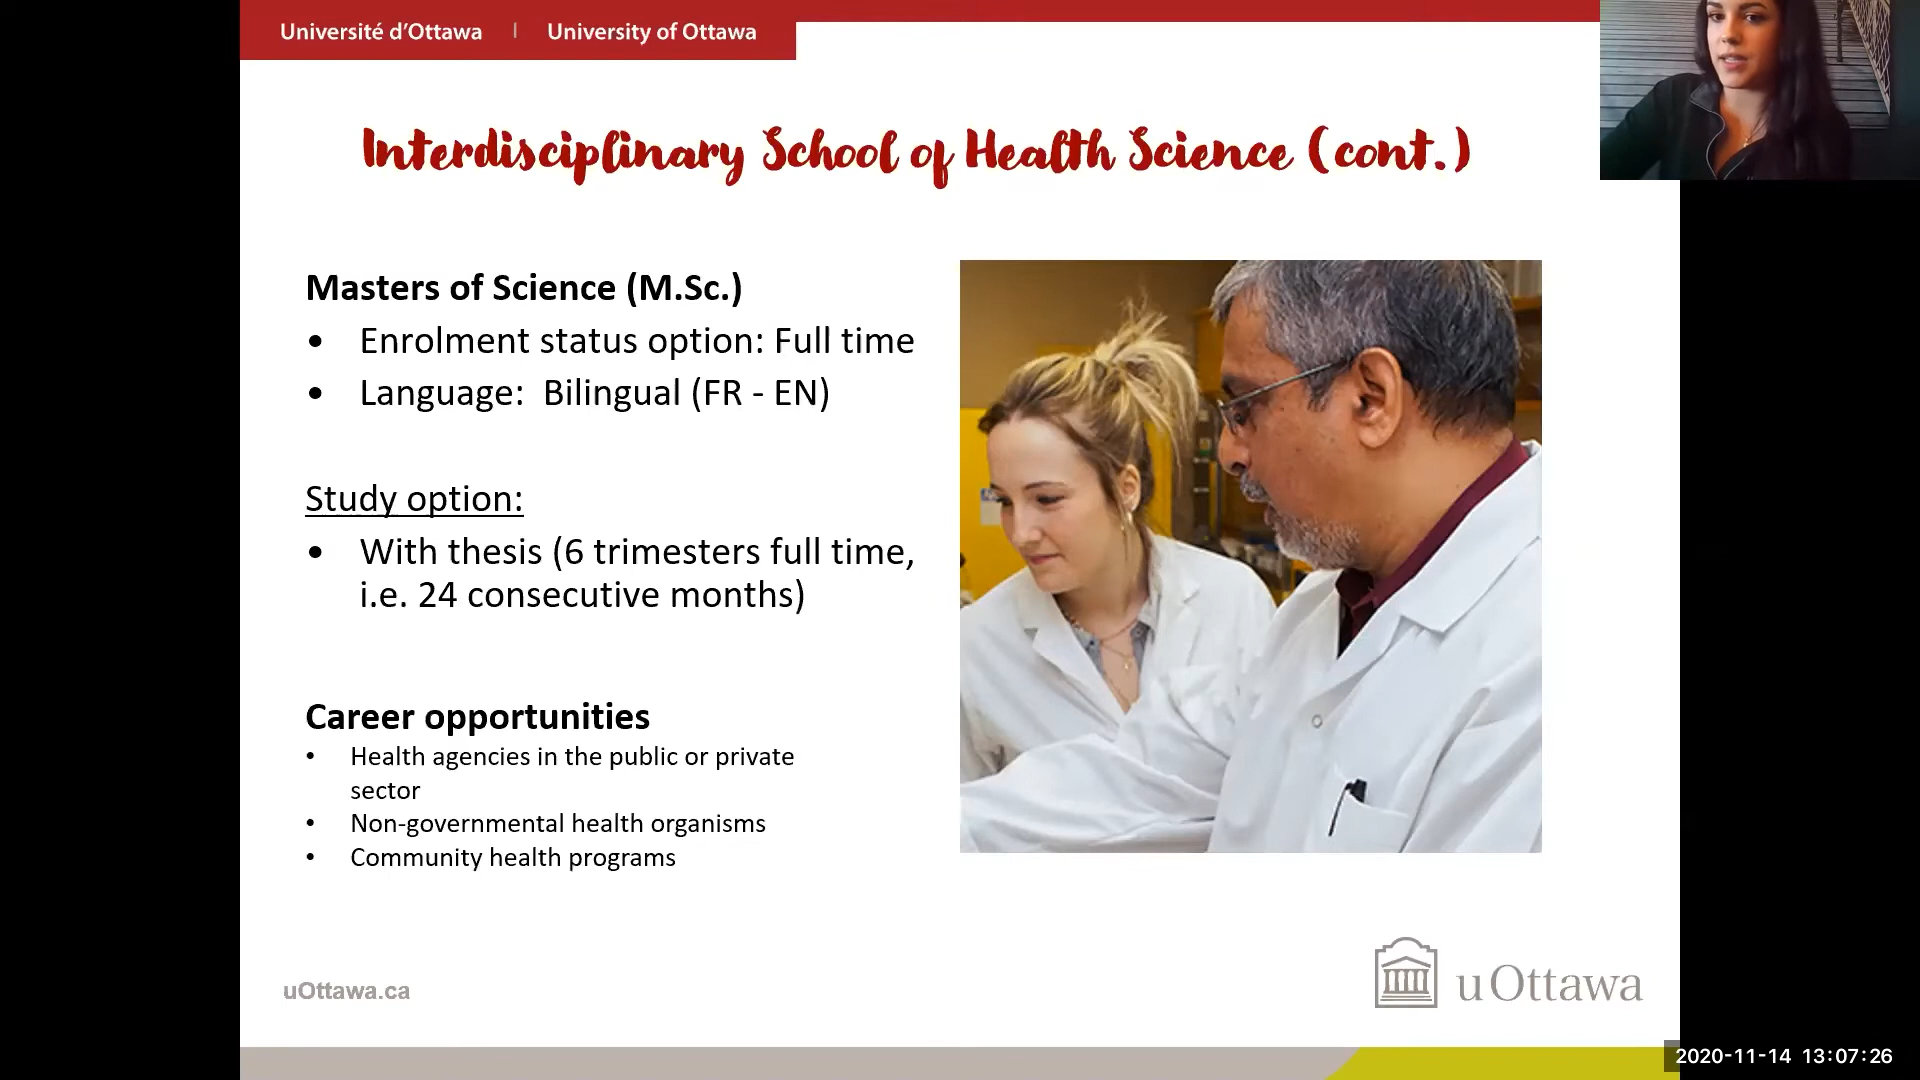 Université d'Ottawa | University of Ottawa
Interdisciplinary School of Health Science (cont.)
Masters of Science (M.Sc.)
• Enrolment status option: Full time
• Language: Bilingual (FR - EN)
Study option:
• With thesis (6 trimesters full time,
i.e. 24 consecutive months)
Career opportunities
• Health agencies in the public or private
sector
• Non-governmental health organisms
• Community health programs
uOttawa.ca
uOttawa
2020-11-14 13:07:26